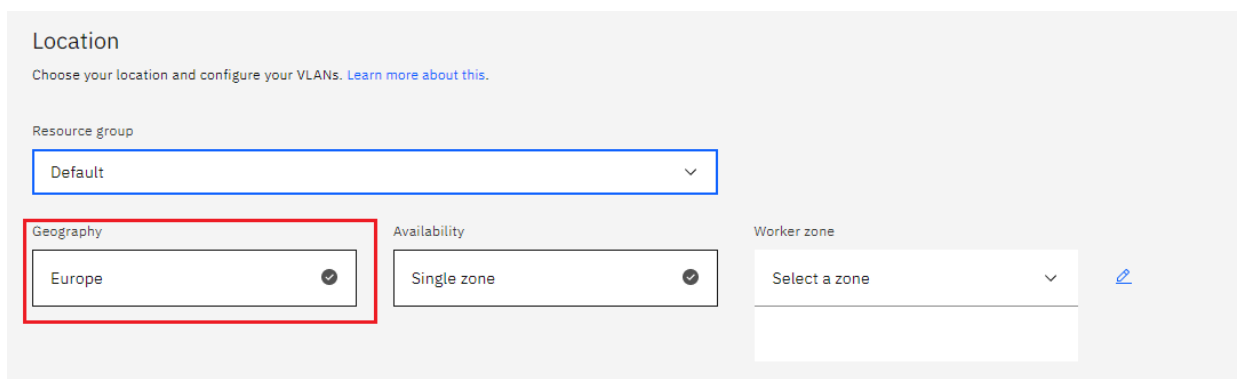 Location
Choose your location and configure your VLANs. Learn more about this.
Resource group
Default
Geography
Availability
Worker zone
Europe
Single zone
Select a zone